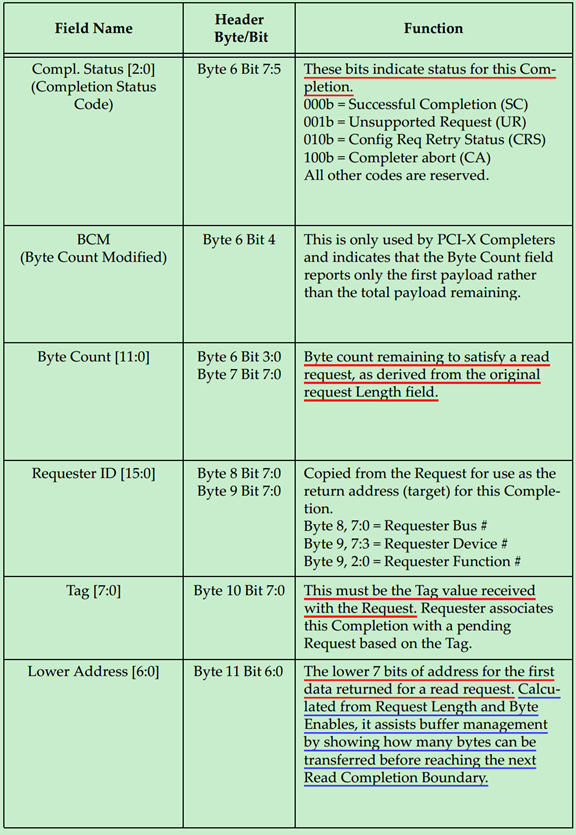 Field Name
Header
Byte/Bit
Function
Compl. Status [2:0]
(Completion Status
Code)
Byte 6 Bit 7:5
These bits indicate status for this Com-
pletion.
000b = Successful Completion (SC)
001b = Unsupported Request (UR)
010b = Config Req Retry Status (CRS)
100b = Completer abort (CA)
All other codes are reserved.
BCM
(Byte Count Modified)
Byte 6 Bit 4
This is only used by PCI-X Completers
and indicates that the Byte Count field
reports only the first payload rather
than the total payload remaining.
Byte Count [11:0]
Byte 6 Bit 3:0
Byte 7 Bit 7:0
Byte count remaining to satisfy a read
request, as derived from the original
request Length field.
Requester ID [15:0]
Byte 8 Bit 7:0
Byte 9 Bit 7:0
Copied from the Request for use as the
return address (target) for this Comple-
tion.
Byte 8, 7:0 = Requester Bus #
Byte 9, 7:3 = Requester Device #
Byte 9, 2:0 = Requester Function #
Tag [7:0]
Byte 10 Bit 7:0
This must be the Tag value received
with the Request. Requester associates
this Completion with a pending
Request based on the Tag.
Lower Address [6:0]
Byte 11 Bit 6:0
The lower 7 bits of address for the first
data returned for a read request. Calcu-
lated from Request Length and Byte
Enables, it assists buffer management
by showing how many bytes can be
transferred before reaching the next
Read Completion Boundary.